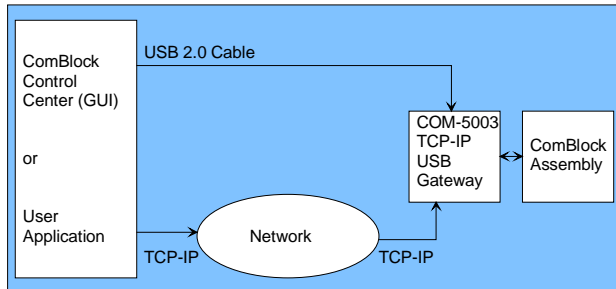 ComBlock
Control
Center (GUI)
or
User
Application
USB 2.0 Cable
TCP-IP
Network
TCP-IP
COM-5003
TCP-IP
USB
Gateway
ComBlock
Assembly